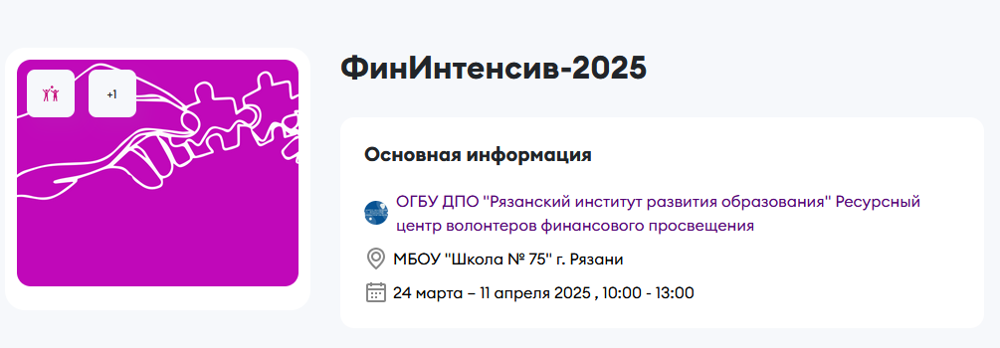 +1
ФинИнтенсив-2025
Основная информация
ОГБУ ДПО "Рязанский институт развития образования" Ресурсный
центр волонтеров финансового просвещения
МБОУ "Школа № 75" г. Рязани
24 марта – 11 апреля 2025 , 10:00 - 13:00